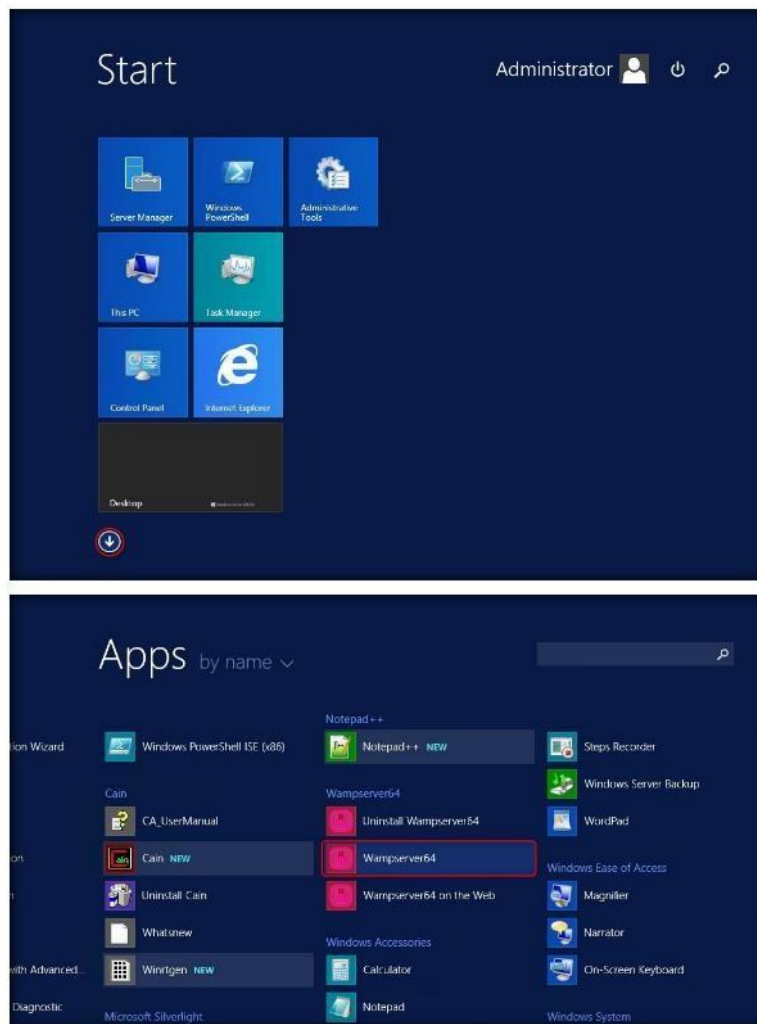 Start
Administrator
Server Manager
Windows PowerShell
Administrative Tools
This PC
Task Manager
Control Panel
Internet Explorer
Desktop
Apps by name
tion Wizard
on
with Advanced...
Diagnostic
Windows PowerShell ISE (x86)
Cain
CA_UserManual
Cain NEW
Uninstall Cain
Whatsnew
Winrtgen NEW
Microsoft Silverlight
Notepad++
Notepad++ NEW
Wampserver64
Uninstall Wampserver64
Wampserver64
Wampserver64 on the Web
Windows Accessories
Calculator
Notepad
Steps Recorder
Windows Server Backup
WordPad
Windows Ease of Access
Magnifier
Narrator
On-Screen Keyboard
Windows System